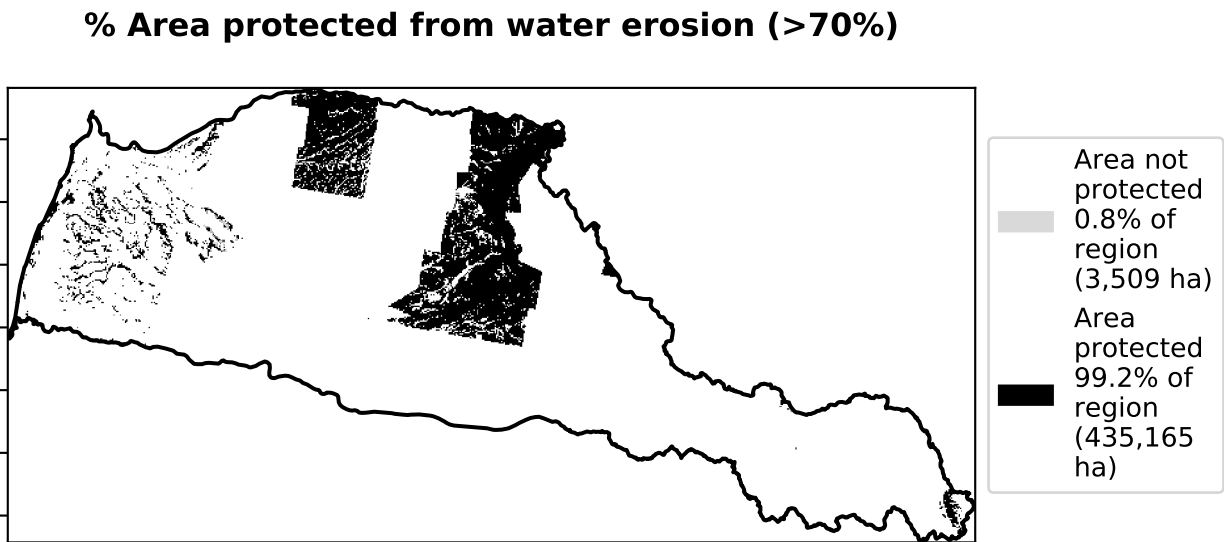 % Area protected from water erosion (>70%)
Area not
protected
0.8% of
region
(3,509 ha)
Area
protected
99.2% of
region
(435,165
ha)